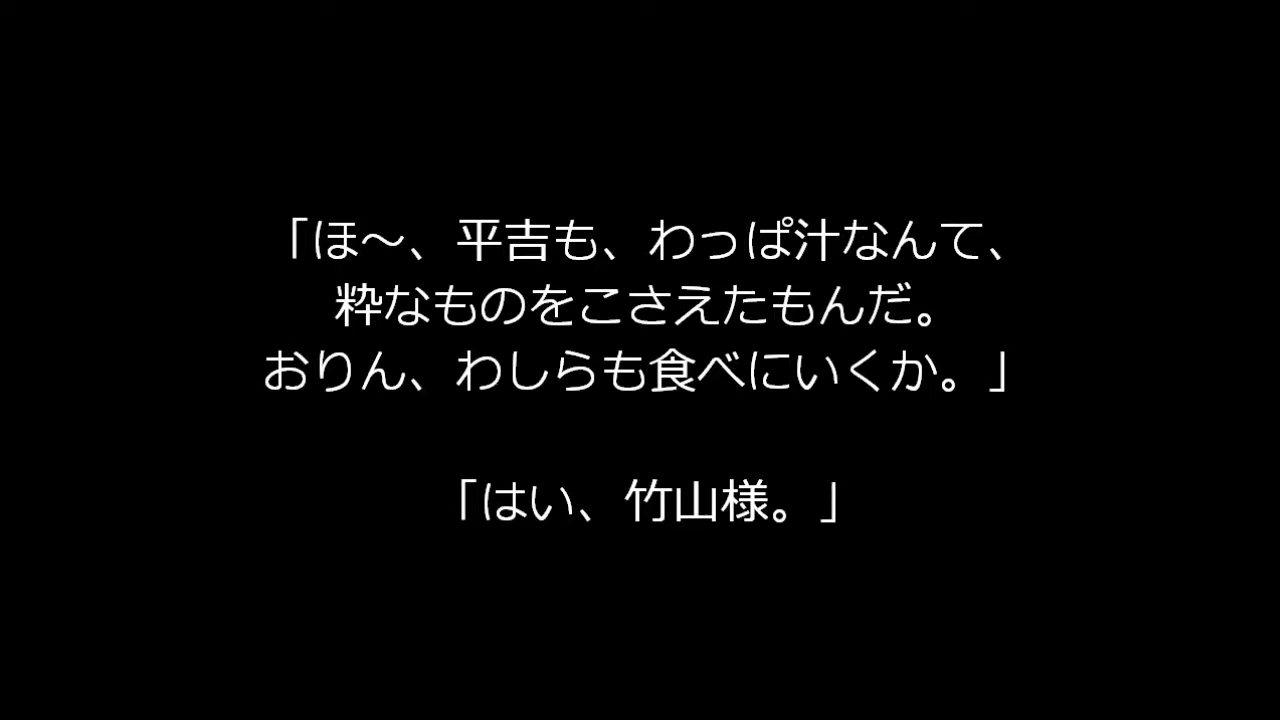 「ほ～、平吉も、わっぱ汁なんて、
粋なものをこさえたもんだ。
おりん、わしらも食べにいくか。」
「はい、竹山様。」